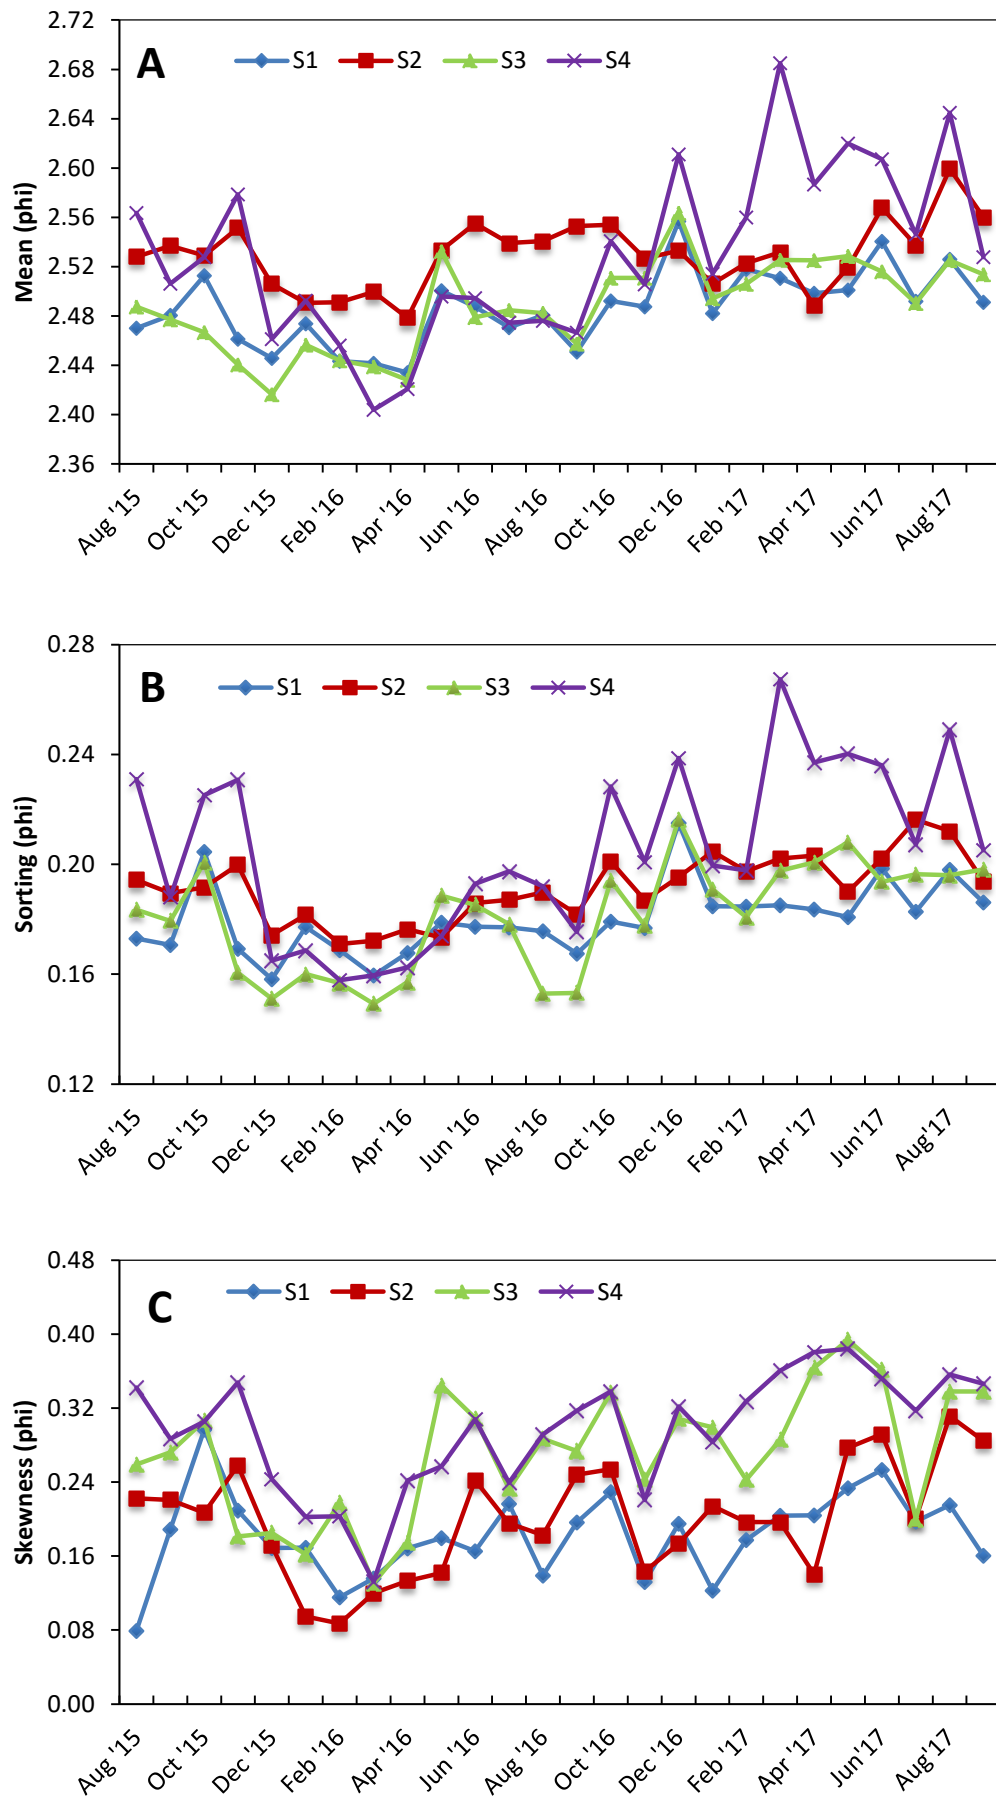 2.72
A
S1 S2 S3 S4
2.68
2.64
2.60
2.56
2.52
2.48
2.44
2.40
2.36
Mean (phi)
Aug '15 Oct '15 Dec '15 Feb '16 Apr '16 Jun '16 Aug '16 Oct '16 Dec '16 Feb '17 Apr '17 Jun'17 Aug'17
0.28
B
S1 S2 S3 S4
0.24
0.20
0.16
0.12
Sorting (phi)
Aug '15 Oct '15 Dec '15 Feb '16 Apr '16 Jun '16 Aug '16 Oct '16 Dec '16 Feb '17 Apr '17 Jun'17 Aug'17
0.48
C
S1 S2 S3 S4
0.40
0.32
0.24
0.16
0.08
0.00
Skewness (phi)
Aug '15 Oct '15 Dec '15 Feb '16 Apr '16 Jun '16 Aug '16 Oct '16 Dec '16 Feb '17 Apr '17 Jun'17 Aug'17